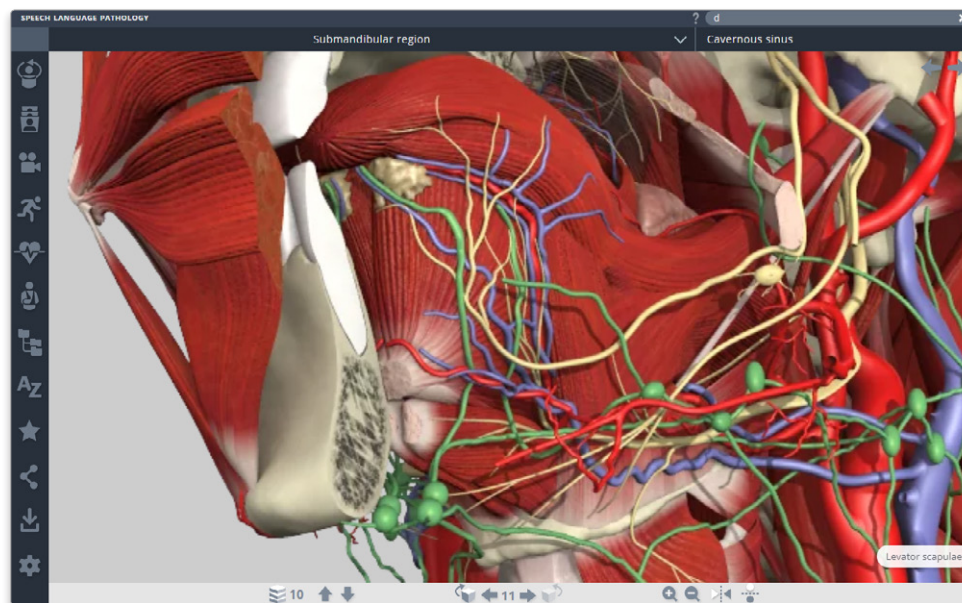 SPEECH LANGUAGE PATHOLOGY
? d
Submandibular region
Cavernous sinus
AZ
Levator scapulae
10
11